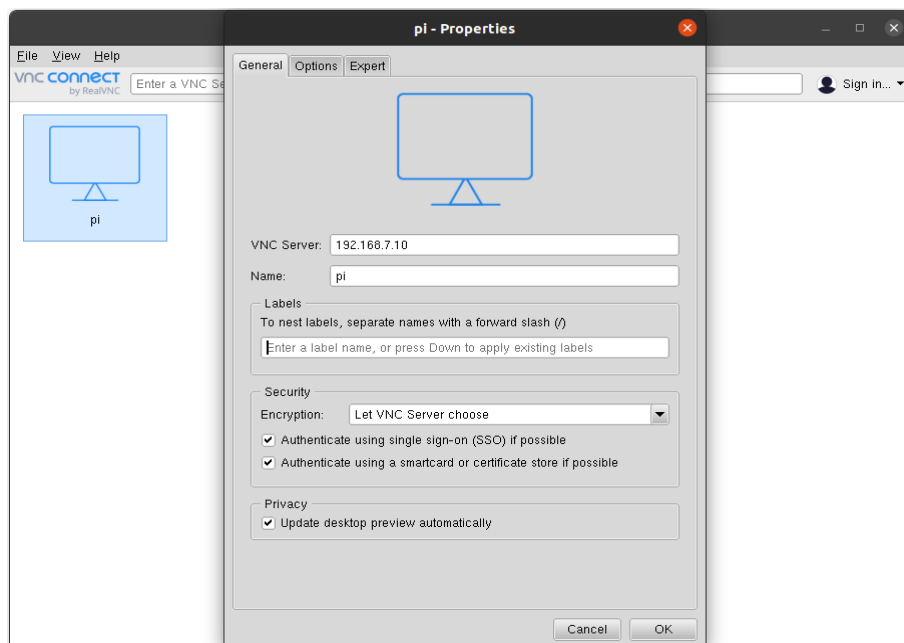 pi - Properties
File View Help
General Options Expert
vnc connect
by RealVNC
Enter a VNC Se
Sign in...
pi
VNC Server: 192.168.7.10
Name: pi
Labels
To nest labels, separate names with a forward slash (/)
Enter a label name, or press Down to apply existing labels
Security
Encryption: Let VNC Server choose
Authenticate using single sign-on (SSO) if possible
Authenticate using a smartcard or certificate store if possible
Privacy
Update desktop preview automatically
Cancel OK